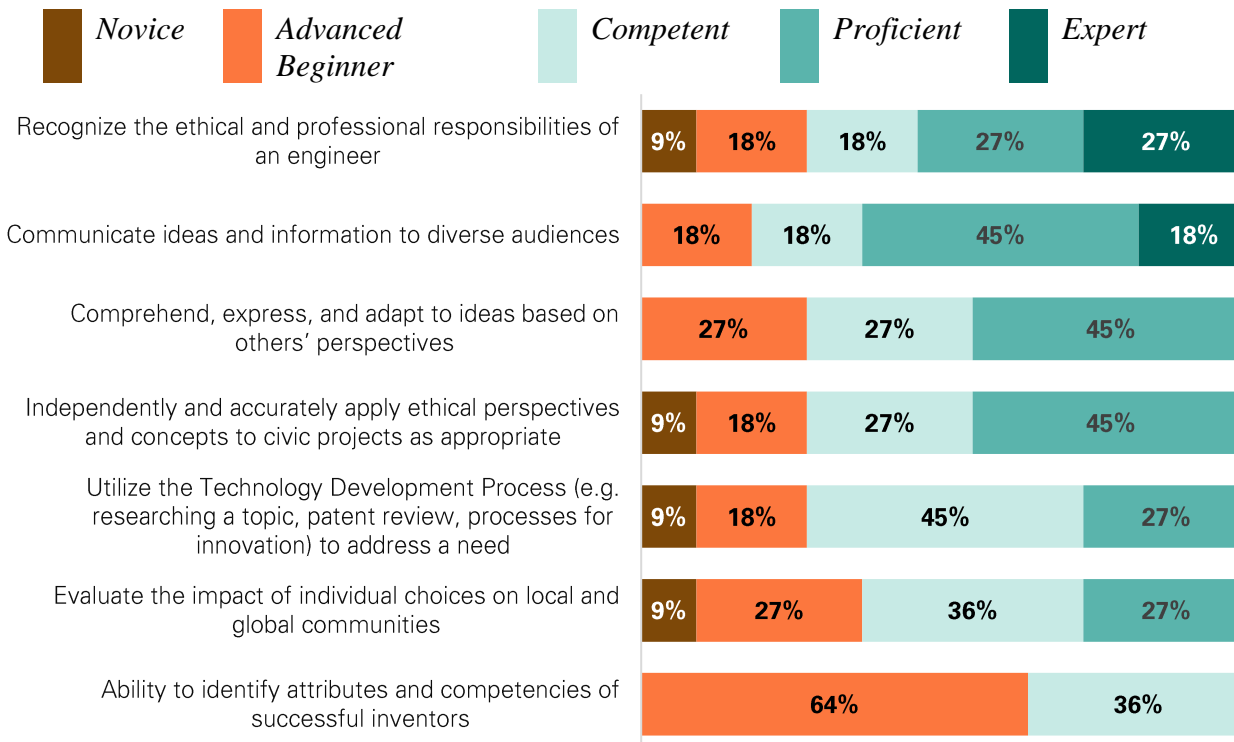 Novice
Advanced
Beginner
Competent
Proficient
Expert
Recognize the ethical and professional responsibilities of
an engineer
9% 18% 18% 27% 27%
Communicate ideas and information to diverse audiences
18% 18% 45% 18%
Comprehend, express, and adapt to ideas based on
others’ perspectives
27% 27% 45%
Independently and accurately apply ethical perspectives
and concepts to civic projects as appropriate
9% 18% 27% 45%
Utilize the Technology Development Process (e.g.
researching a topic, patent review, processes for
innovation) to address a need
9% 18% 45% 27%
Evaluate the impact of individual choices on local and
global communities
9% 27% 36% 27%
Ability to identify attributes and competencies of
successful inventors
64% 36%